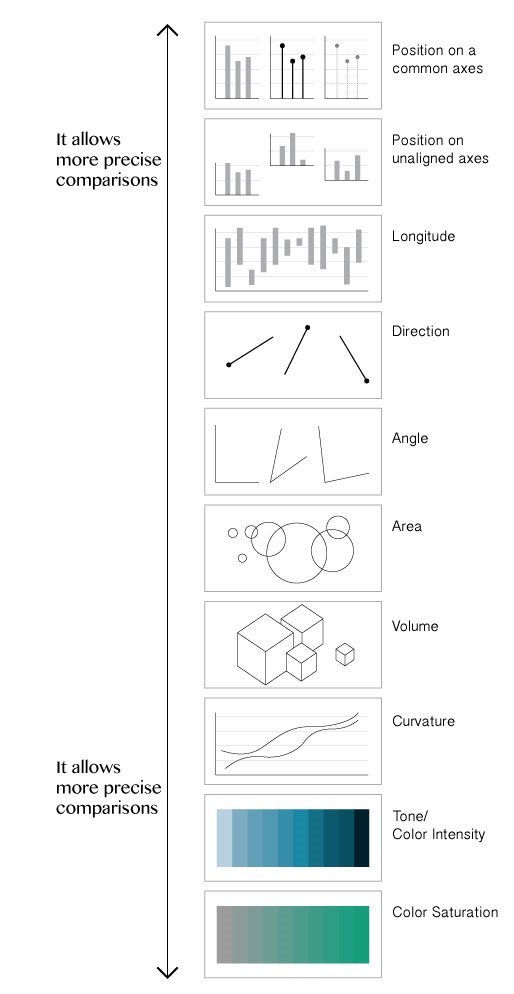 Position on a
common axes
It allows
more precise
comparisons
Position on
unaligned axes
Longitude
Direction
Angle
Area
Volume
Curvature
It allows
more precise
comparisons
Tone/
Color Intensity
Color Saturation